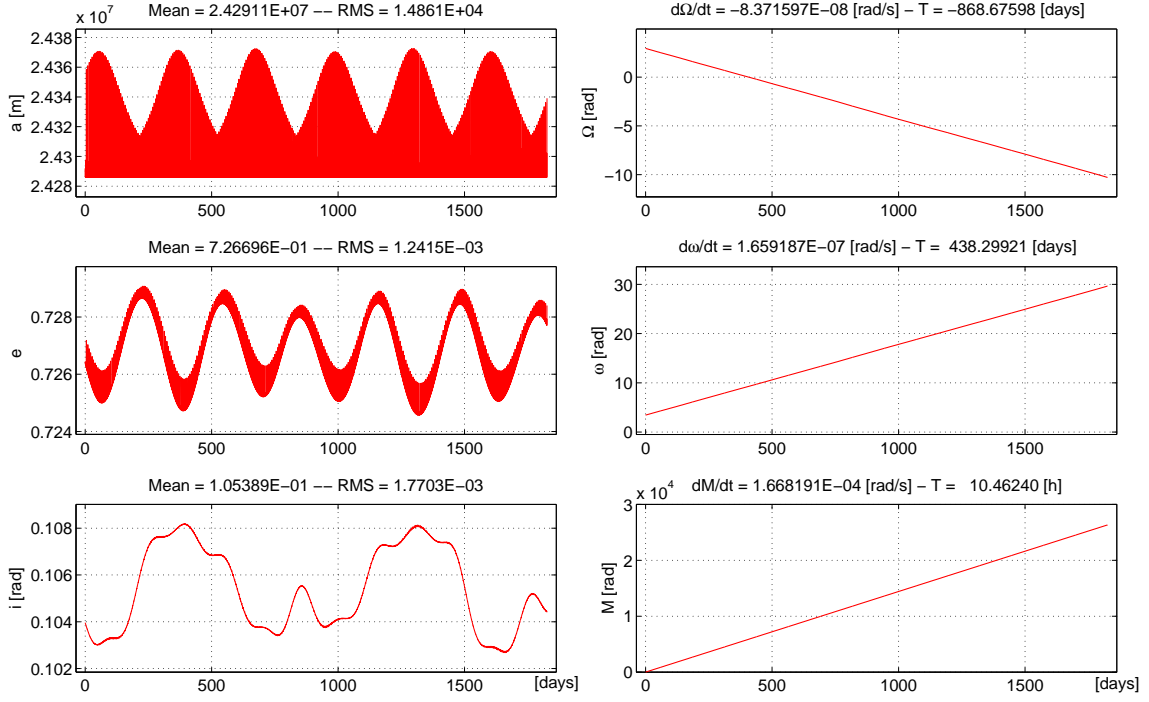 Mean = 2.42911E+07 −− RMS = 1.4861E+04
x 10^7
2.438
2.436
2.434
2.432
2.43
2.428
a [m]
0 500 1000 1500
dΩ/dt = −8.371597E−08 [rad/s] − T = −868.67598 [days]
0
−5
−10
Ω [rad]
0 500 1000 1500
Mean = 7.26696E−01 −− RMS = 1.2415E−03
0.728
0.726
0.724
e
0 500 1000 1500
dω/dt = 1.659187E−07 [rad/s] − T = 438.29921 [days]
30
20
10
0
ω [rad]
0 500 1000 1500
Mean = 1.05389E−01 −− RMS = 1.7703E−03
0.108
0.106
0.104
0.102
i [rad]
0 500 1000 1500 [days]
x 10^4 dM/dt = 1.668191E−04 [rad/s] − T = 10.46240 [h]
3
2
1
0
M [rad]
0 500 1000 1500 [days]